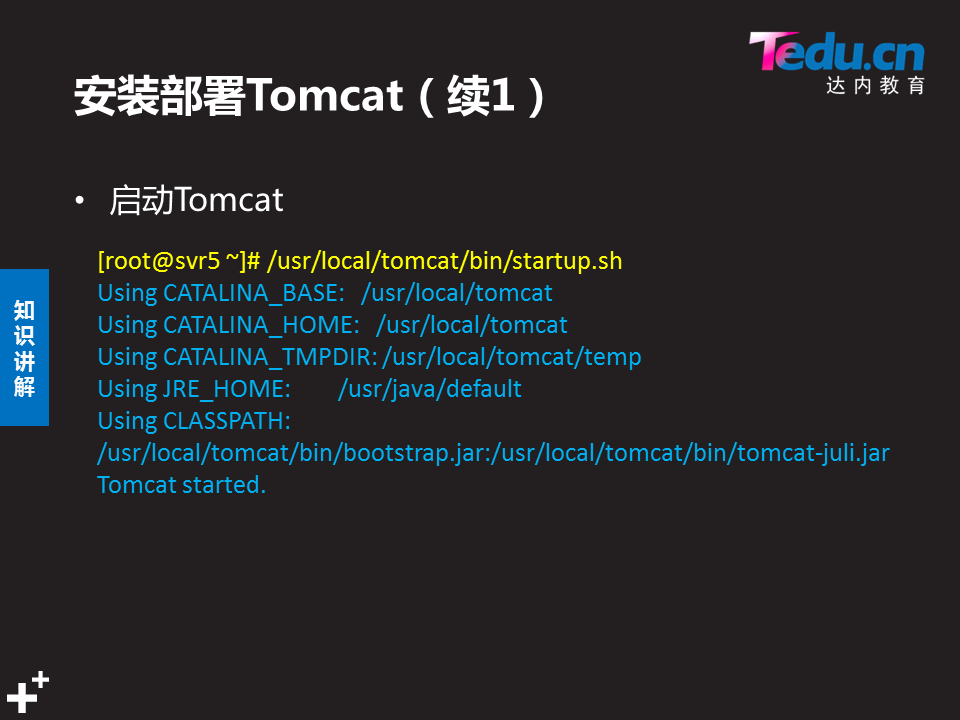 Tedu.cn
达内教育
安装部署Tomcat（续1）
• 启动Tomcat
[root@svr5 ~]# /usr/local/tomcat/bin/startup.sh
Using CATALINA_BASE: /usr/local/tomcat
Using CATALINA_HOME: /usr/local/tomcat
Using CATALINA_TMPDIR: /usr/local/tomcat/temp
Using JRE_HOME: /usr/java/default
Using CLASSPATH:
/usr/local/tomcat/bin/bootstrap.jar:/usr/local/tomcat/bin/tomcat-juli.jar
Tomcat started.
知识讲解